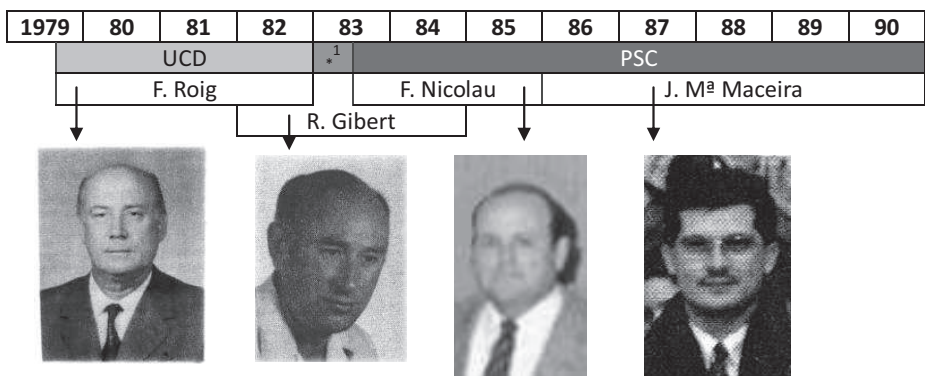 1979 80 81 82 83 84 85 86 87 88 89 90
UCD *1 PSC
F. Roig F. Nicolau J. Mª Maceira
R. Gibert